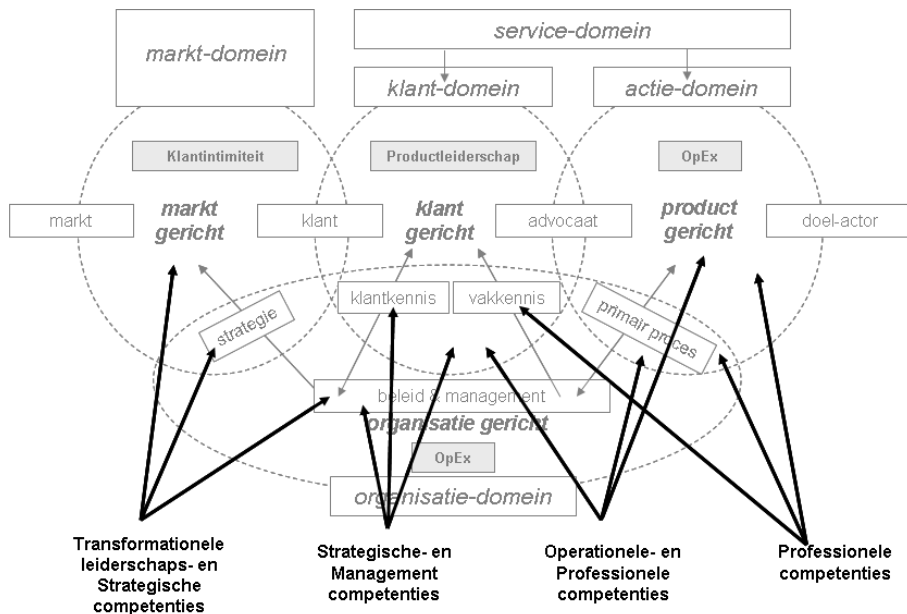 markt-domein
service-domein
klant-domein
actie-domein
Klantintimiteit
Productleiderschap
OpEx
markt
markt
gericht
klant
klant
gericht
advocaat
product
gericht
doel-actor
strategie
klantkennis
vakkennis
primair proces
beleid & management
organisatie gericht
OpEx
organisatie-domein
Transformationele
leiderschaps- en
Strategische
competenties
Strategische- en
Management
competenties
Operationele- en
Professionele
competenties
Professionele
competenties